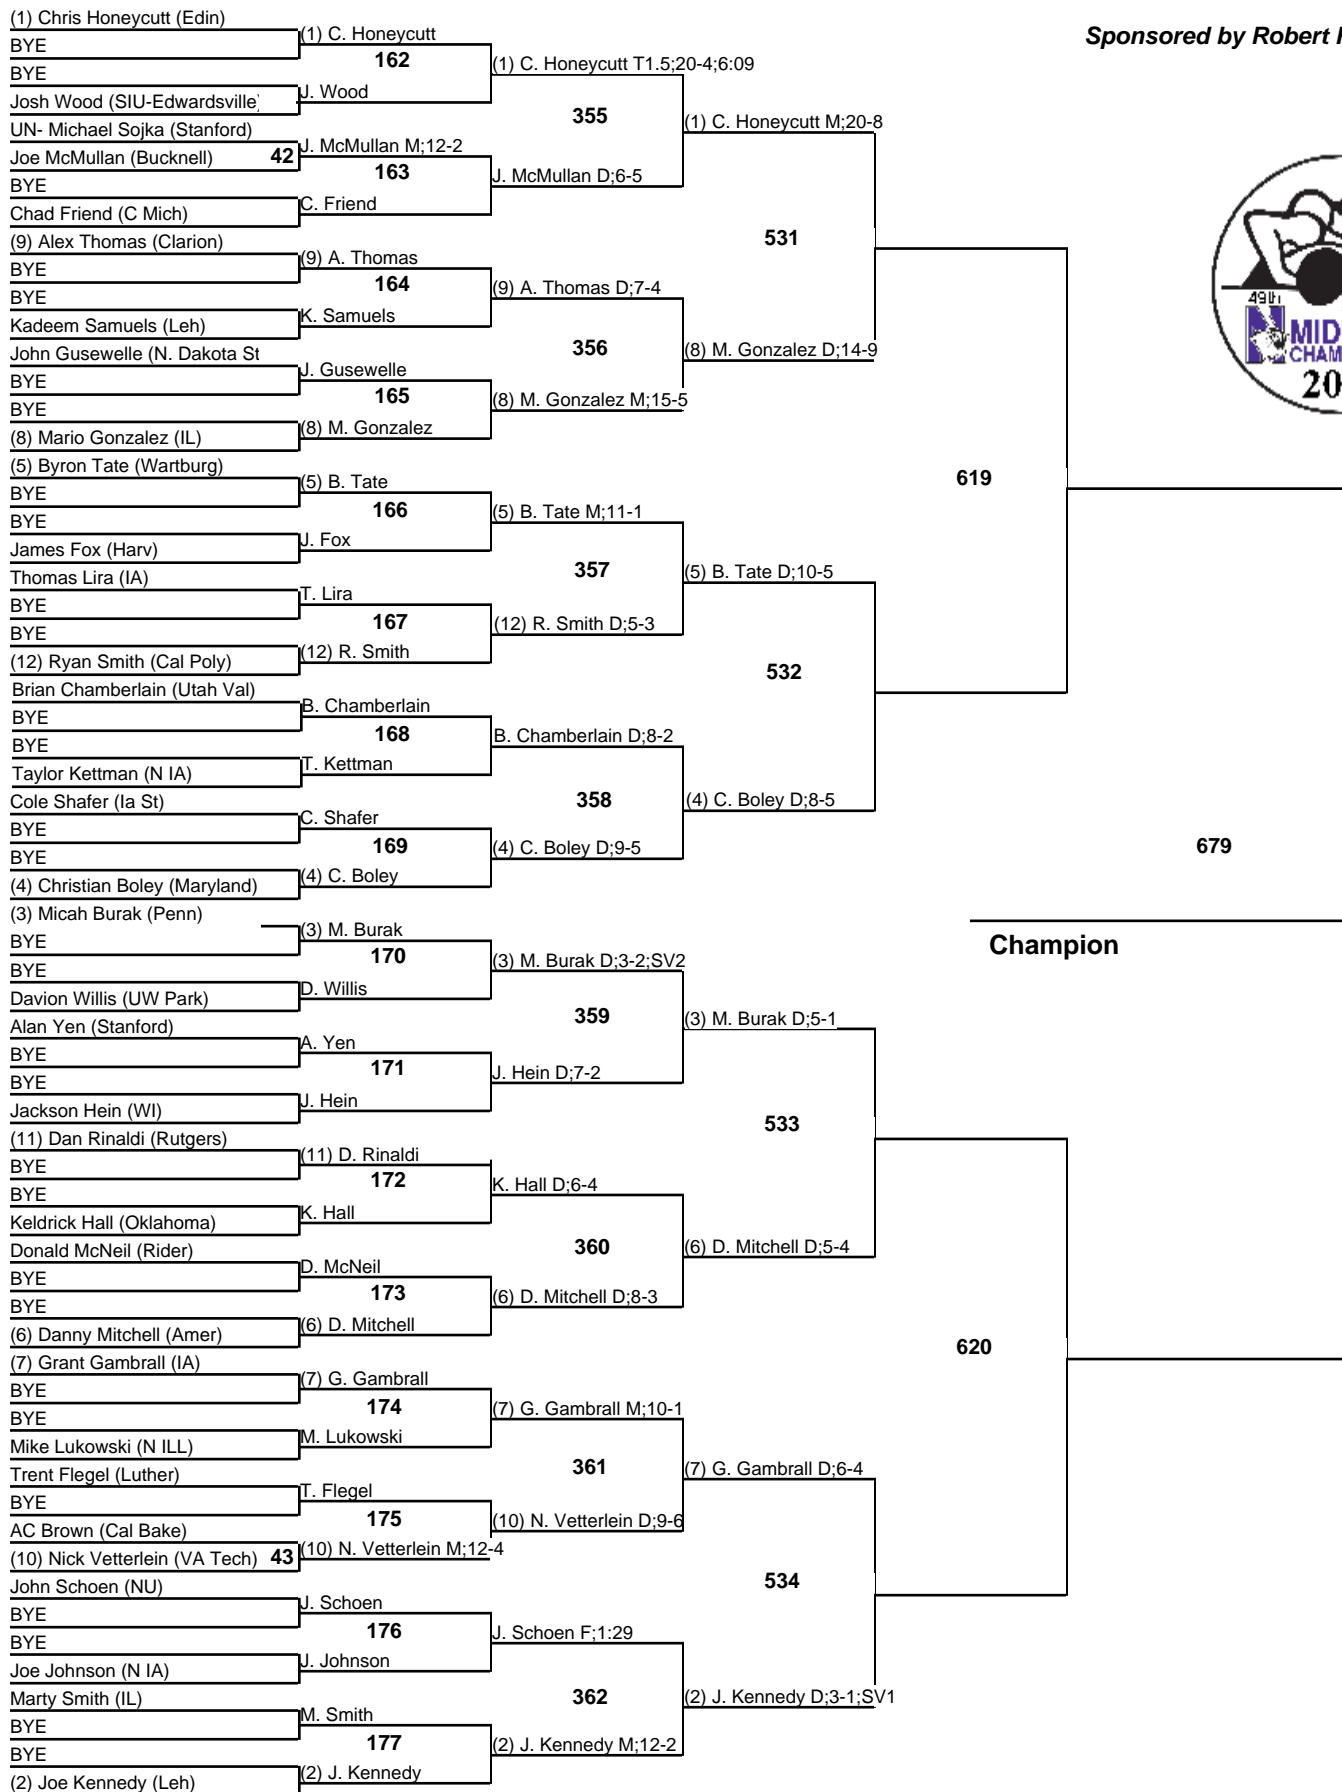 (1) Chris Honeycutt (Edin)
BYE
BYE
Josh Wood (SIU-Edwardsville)
UN- Michael Sojka (Stanford)
Joe McMullan (Bucknell) 42
BYE
Chad Friend (C Mich)
(9) Alex Thomas (Clarion)
BYE
BYE
Kadeem Samuels (Leh)
John Gusewelle (N. Dakota St
BYE
BYE
(8) Mario Gonzalez (IL)
(5) Byron Tate (Wartburg)
BYE
BYE
James Fox (Harv)
Thomas Lira (IA)
BYE
BYE
(12) Ryan Smith (Cal Poly)
Brian Chamberlain (Utah Val)
BYE
BYE
Taylor Kettman (N IA)
Cole Shafer (Ia St)
BYE
BYE
(4) Christian Boley (Maryland)
(3) Micah Burak (Penn)
BYE
BYE
Davion Willis (UW Park)
Alan Yen (Stanford)
BYE
BYE
Jackson Hein (WI)
(11) Dan Rinaldi (Rutgers)
BYE
BYE
Keldrick Hall (Oklahoma)
Donald McNeil (Rider)
BYE
BYE
(6) Danny Mitchell (Amer)
(7) Grant Gambrall (IA)
BYE
BYE
Mike Lukowski (N ILL)
Trent Flegel (Luther)
BYE
AC Brown (Cal Bake)
(10) Nick Vetterlein (VA Tech) 43
John Schoen (NU)
BYE
BYE
Joe Johnson (N IA)
Marty Smith (IL)
BYE
BYE
(2) Joe Kennedy (Leh)
(1) C. Honeycutt
162
J. Wood
J. McMullan M;12-2
163
C. Friend
(9) A. Thomas
164
K. Samuels
J. Gusewelle
165
(8) M. Gonzalez
(5) B. Tate
166
J. Fox
T. Lira
167
(12) R. Smith
B. Chamberlain
168
T. Kettman
C. Shafer
169
(4) C. Boley
(3) M. Burak
170
D. Willis
A. Yen
171
J. Hein
(11) D. Rinaldi
172
K. Hall
D. McNeil
173
(6) D. Mitchell
(7) G. Gambrall
174
M. Lukowski
T. Flegel
175
(10) N. Vetterlein M;12-4
J. Schoen
176
J. Johnson
M. Smith
177
(2) J. Kennedy
(1) C. Honeycutt T1.5;20-4;6:09
355
J. McMullan D;6-5
(9) A. Thomas D;7-4
356
(8) M. Gonzalez M;15-5
(5) B. Tate M;11-1
357
(12) R. Smith D;5-3
B. Chamberlain D;8-2
358
(4) C. Boley D;9-5
(3) M. Burak D;3-2;SV2
359
J. Hein D;7-2
K. Hall D;6-4
360
(6) D. Mitchell D;8-3
(7) G. Gambrall M;10-1
361
(10) N. Vetterlein D;9-6
J. Schoen F;1:29
362
(2) J. Kennedy M;12-2
(1) C. Honeycutt M;20-8
531
(8) M. Gonzalez D;14-9
(5) B. Tate D;10-5
532
(4) C. Boley D;8-5
(3) M. Burak D;5-1
533
(6) D. Mitchell D;5-4
(7) G. Gambrall D;6-4
534
(2) J. Kennedy D;3-1;SV1
619
620
Sponsored by Robert
49th
N MID
CHAM
20
679
Champion